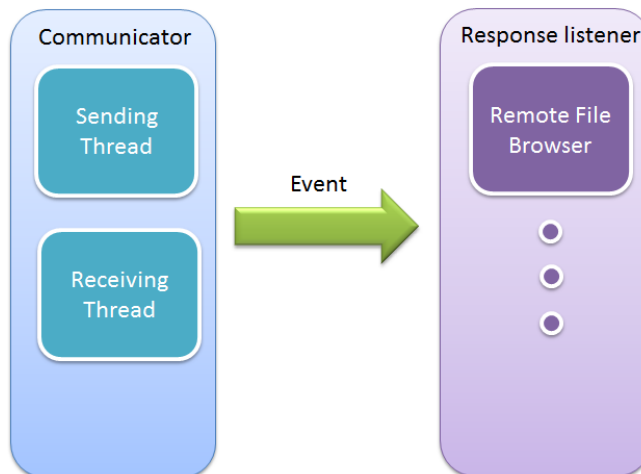 Communicator
Sending
Thread
Receiving
Thread
Event
Response listener
Remote File
Browser